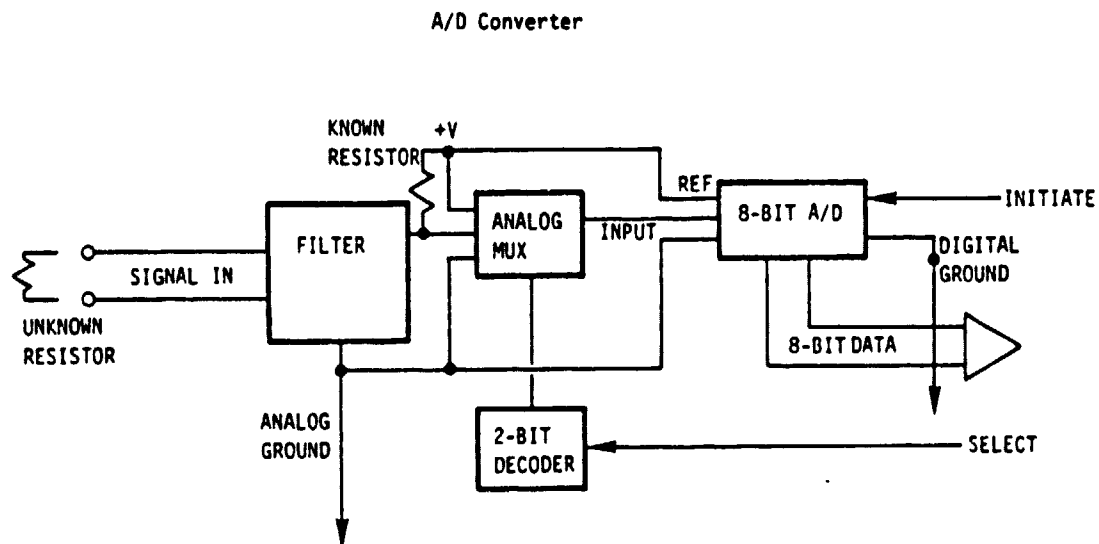 A/D Converter
KNOWN
RESISTOR
+V
REF
8-BIT A/D
INITIATE
FILTER
ANALOG
MUX
INPUT
SIGNAL IN
DIGITAL
GROUND
UNKNOWN
RESISTOR
8-BIT DATA
ANALOG
GROUND
2-BIT
DECODER
SELECT